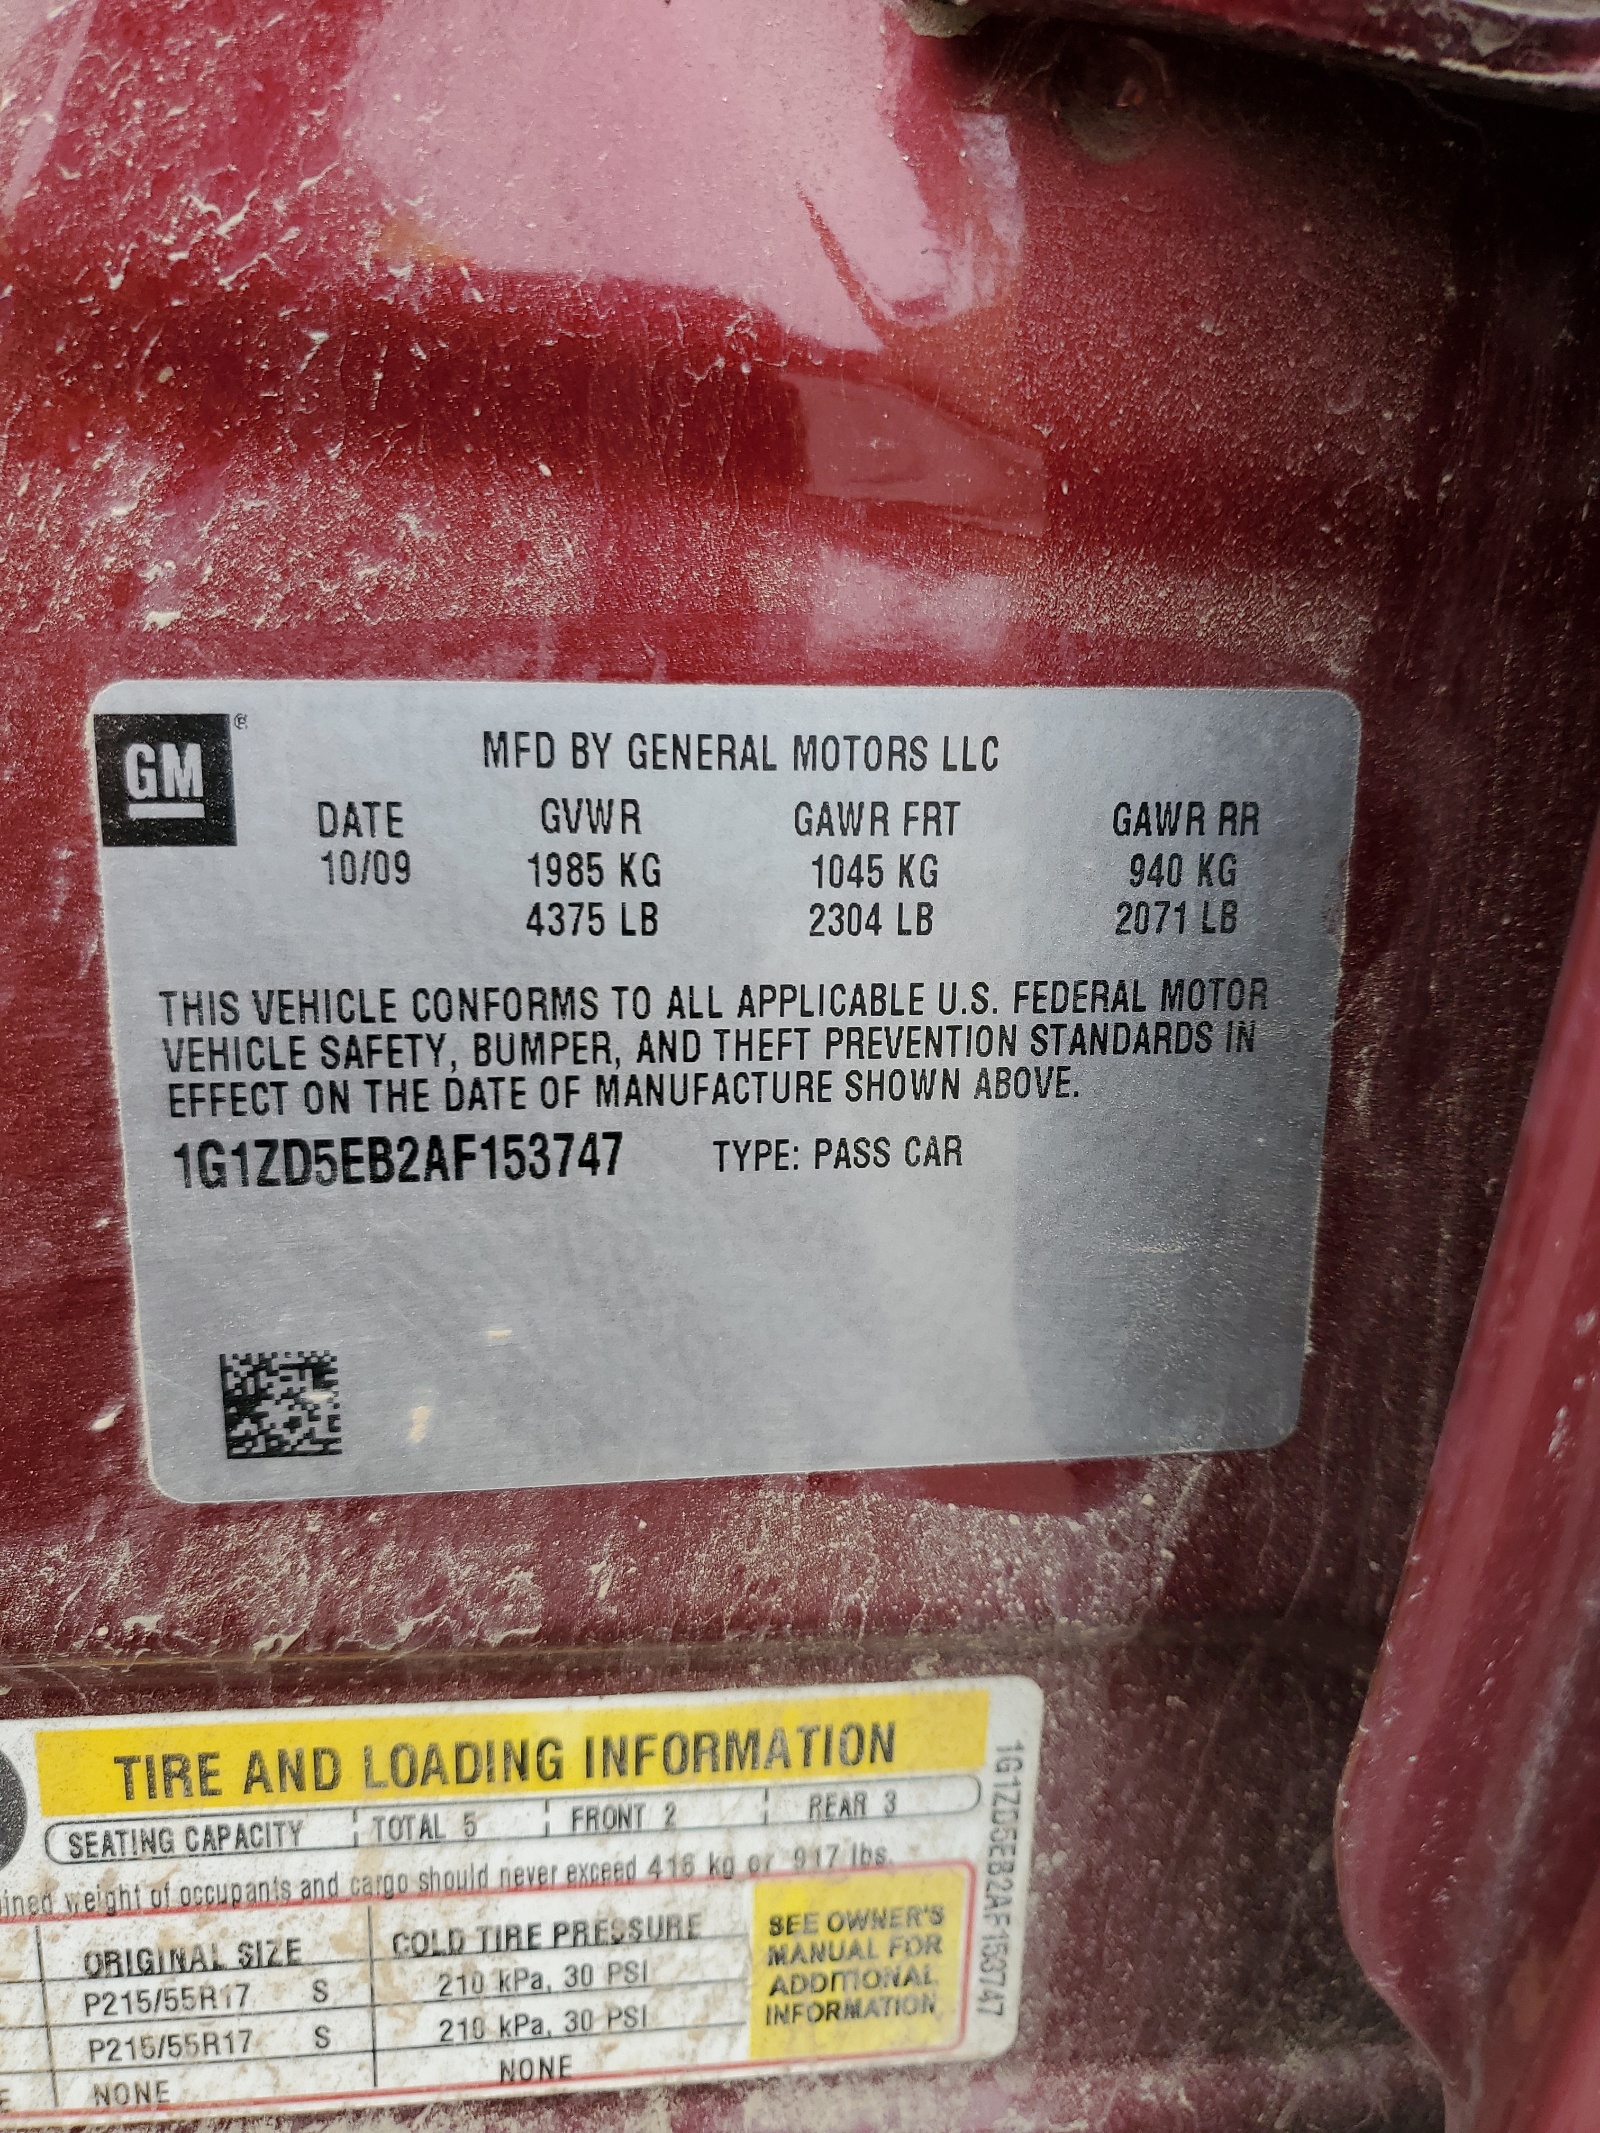 GM ®
MFD BY GENERAL MOTORS LLC
DATE GVWR GAWR FRT GAWR RR
10/09 1985 KG 1045 KG 940 KG
4375 LB 2304 LB 2071 LB
THIS VEHICLE CONFORMS TO ALL APPLICABLE U.S. FEDERAL MOTOR
VEHICLE SAFETY, BUMPER, AND THEFT PREVENTION STANDARDS IN
EFFECT ON THE DATE OF MANUFACTURE SHOWN ABOVE.
1G1ZD5EB2AF153747 TYPE: PASS CAR
TIRE AND LOADING INFORMATION
SEATING CAPACITY TOTAL 5 FRONT 2 REAR 3
weight of occupants and cargo should never exceed 416 kg or 917 lbs.
ORIGINAL SIZE COLD TIRE PRESSURE
P215/55R17 S 210 kPa, 30 PSI
P215/55R17 S 210 kPa, 30 PSI
NONE NONE
SEE OWNER'S
MANUAL FOR
ADDITIONAL
INFORMATION
1G1ZD5EB2AF153747